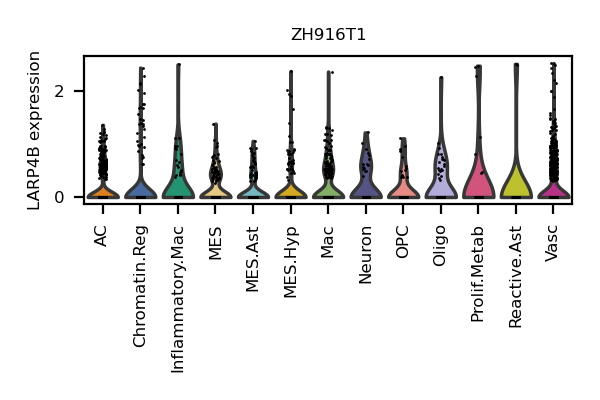 ZH916T1
LARP4B expression
2
0
AC
Chromatin.Reg
Inflammatory.Mac
MES
MES.Ast
MES.Hyp
Mac
Neuron
OPC
Oligo
Prolif.Metab
Reactive.Ast
Vasc